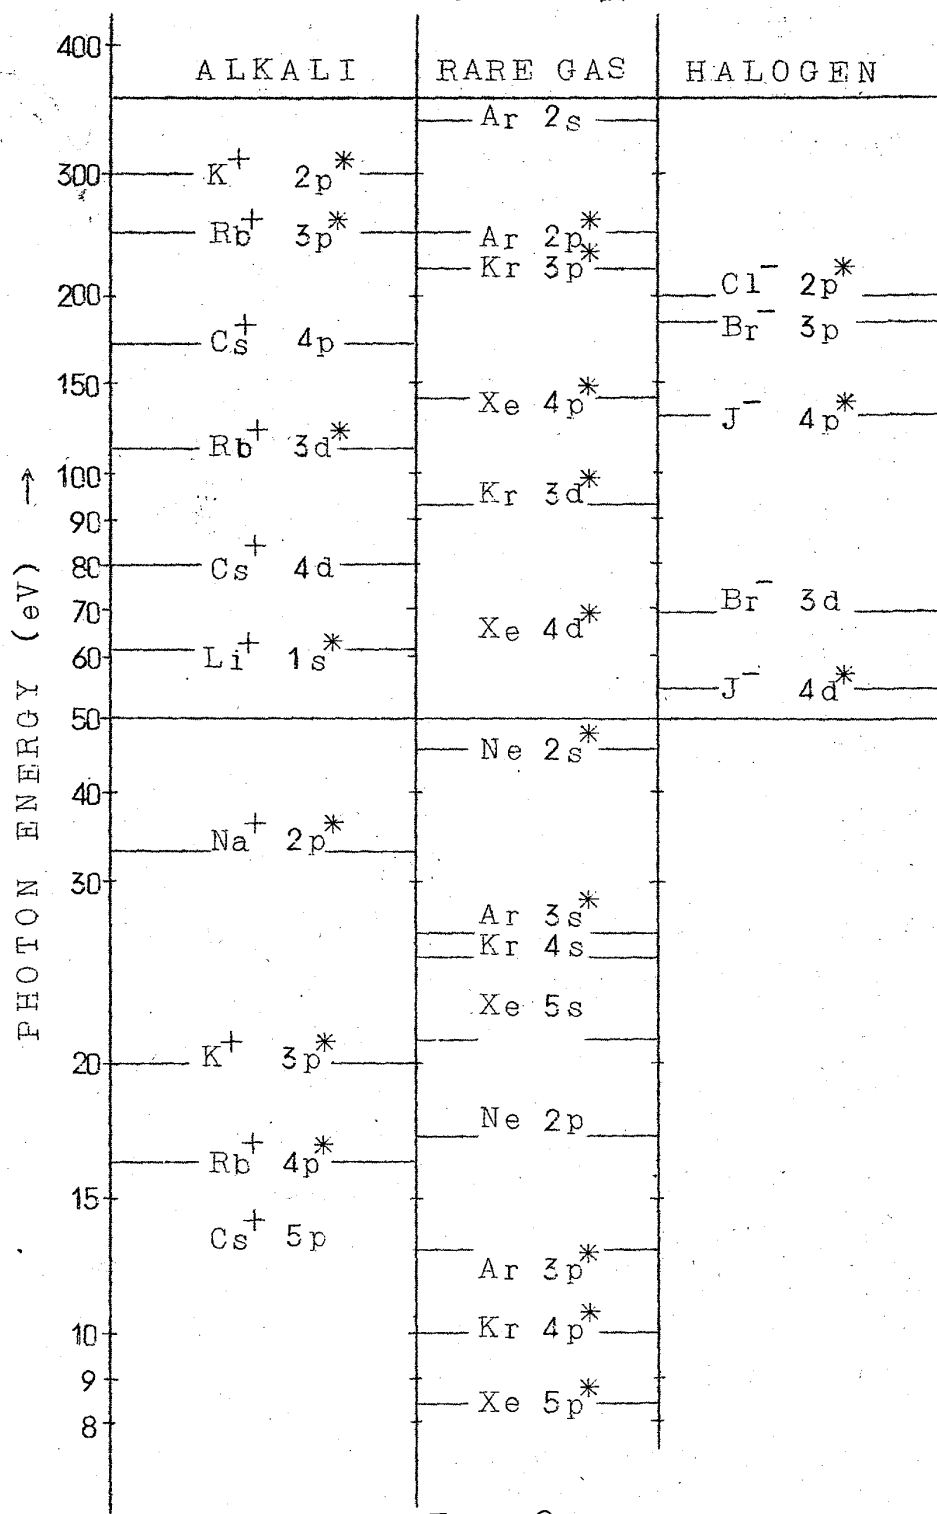 PHOTON ENERGY (eV) →
400
300
200
150
100
90
80
70
60
50
40
30
20
15
10
9
8
ALKALI
K⁺ 2p*
Rb⁺ 3p*
Cs⁺ 4p
Rb⁺ 3d*
Cs⁺ 4d
Li⁺ 1s*
Na⁺ 2p*
K⁺ 3p*
Rb⁺ 4p*
Cs⁺ 5p
RARE GAS
Ar 2s
Ar 2p*
Kr 3p*
Xe 4p*
Kr 3d*
Xe 4d*
Ne 2s*
Ar 3s*
Kr 4s
Xe 5s
Ne 2p
Ar 3p*
Kr 4p*
Xe 5p*
HALOGEN
Cl⁻ 2p*
Br⁻ 3p
J⁻ 4p*
Br⁻ 3d
J⁻ 4d*